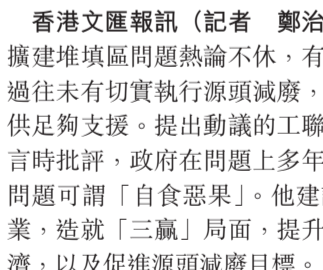 香港文匯報訊（記者　鄭治
擴建堆填區問題熱論不休，有
過往未有切實執行源頭減廢，
供足夠支援。提出動議的工聯
言時批評，政府在問題上多年
問題可謂「自食惡果」。他建
業，造就「三贏」局面，提升
濟，以及促進源頭減廢目標。